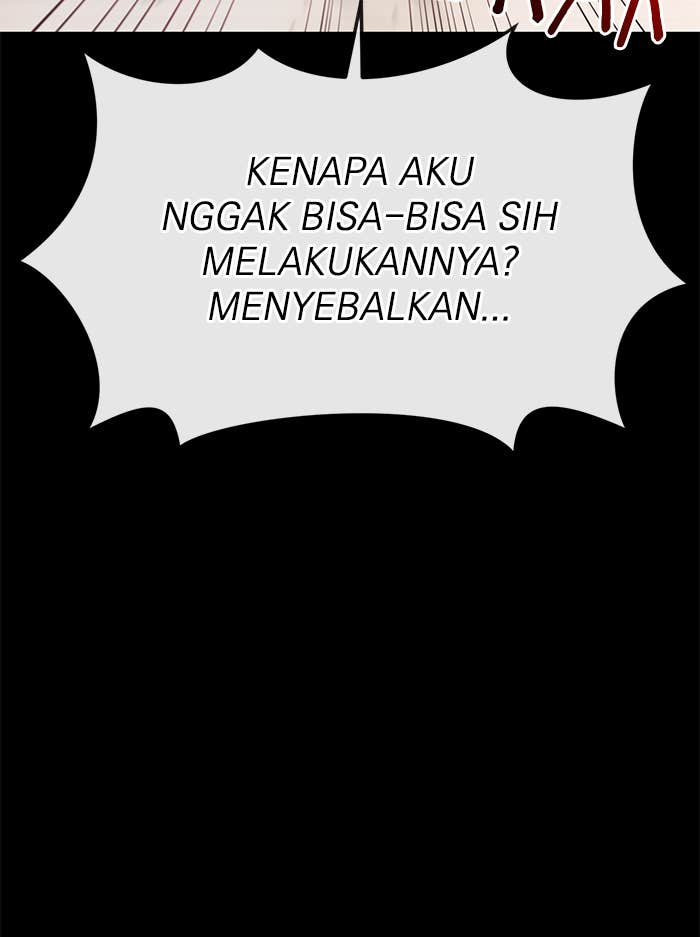 KENAPA AKU
NGGAK BISA-BISA SIH
MELAKUKANNYA?
MENYEBALKAN...